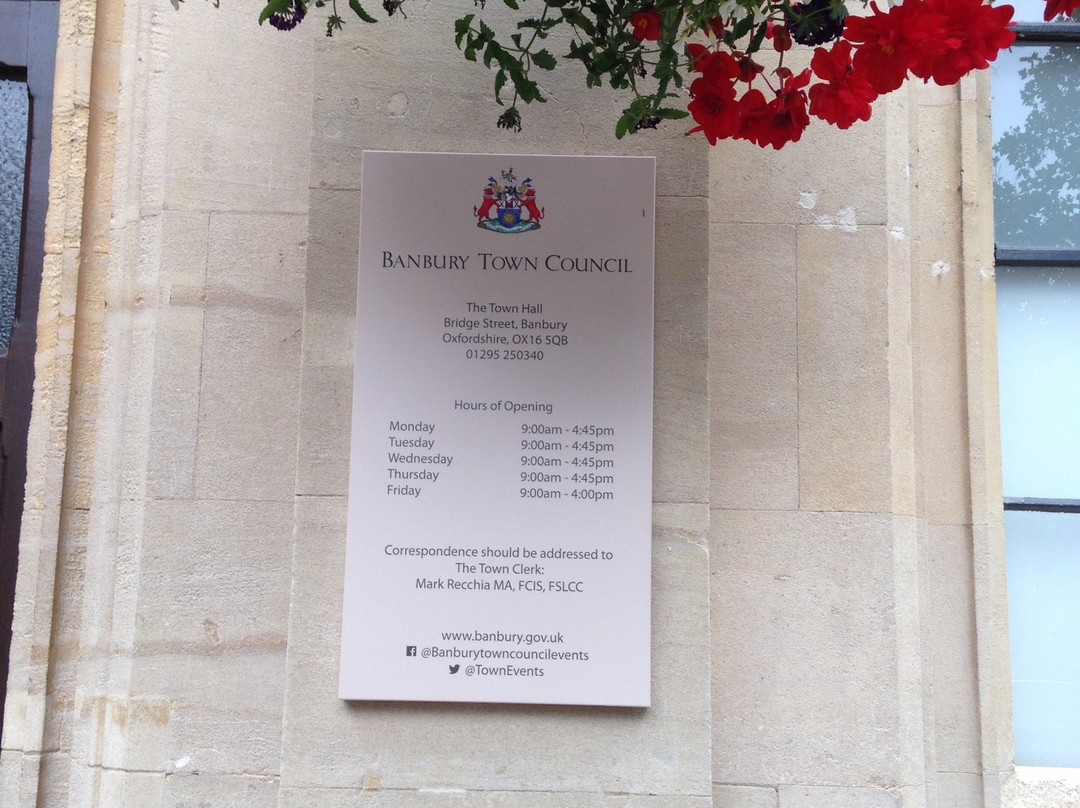 BANBURY TOWN COUNCIL
The Town Hall
Bridge Street, Banbury
Oxfordshire, OX16 5QB
01295 250340
Hours of Opening
Monday 9:00am - 4:45pm
Tuesday 9:00am - 4:45pm
Wednesday 9:00am - 4:45pm
Thursday 9:00am - 4:45pm
Friday 9:00am - 4:00pm
Correspondence should be addressed to
The Town Clerk:
Mark Recchia MA, FCIS, FSLCC
www.banbury.gov.uk
@Banburytowncouncilevents
@TownEvents